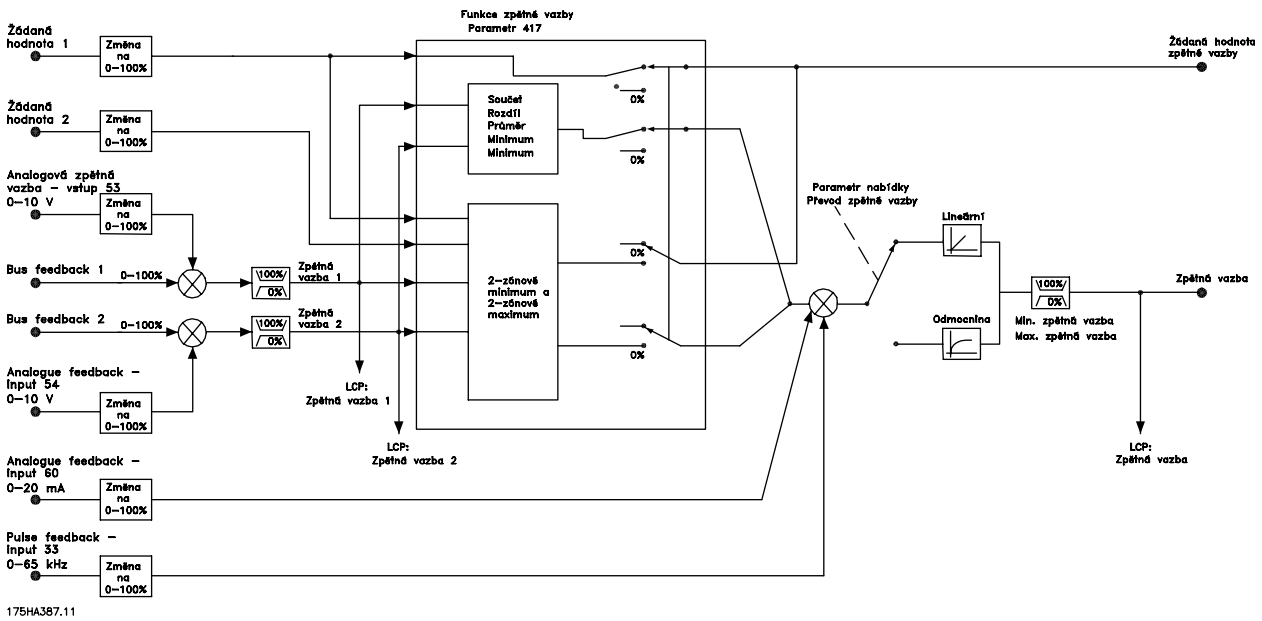 Funkce zpětné vazby
Parametr 417
Žádaná
hodnota 1
Změna
na
0–100%
Žádaná hodnota
zpětné vazby
Součet
Rozdíl
Průměr
Minimum
Minimum
0%
Žádaná
hodnota 2
Změna
na
0–100%
0%
Analogová zpětná
vazba – vstup 53
0–10 V
Změna
na
0–100%
Parametr nabídky
Převod zpětné vazby
Lineární
0%
Bus feedback 1
0–100%
100%
0%
Zpětná
vazba 1
2-zónové
minimum a
2-zónové
maximum
Zpětná vazba
100%
0%
Min. zpětná vazba
Max. zpětná vazba
Bus feedback 2
0–100%
100%
0%
Zpětná
vazba 2
Odmocnina
0%
Analogue feedback –
input 54
0–10 V
Změna
na
0–100%
LCP:
Zpětná vazba 1
LCP:
Zpětná vazba 2
LCP:
Zpětná vazba
Analogue feedback –
input 60
0–20 mA
Změna
na
0–100%
Pulse feedback –
input 33
0–65 kHz
Změna
na
0–100%
175HA387.11